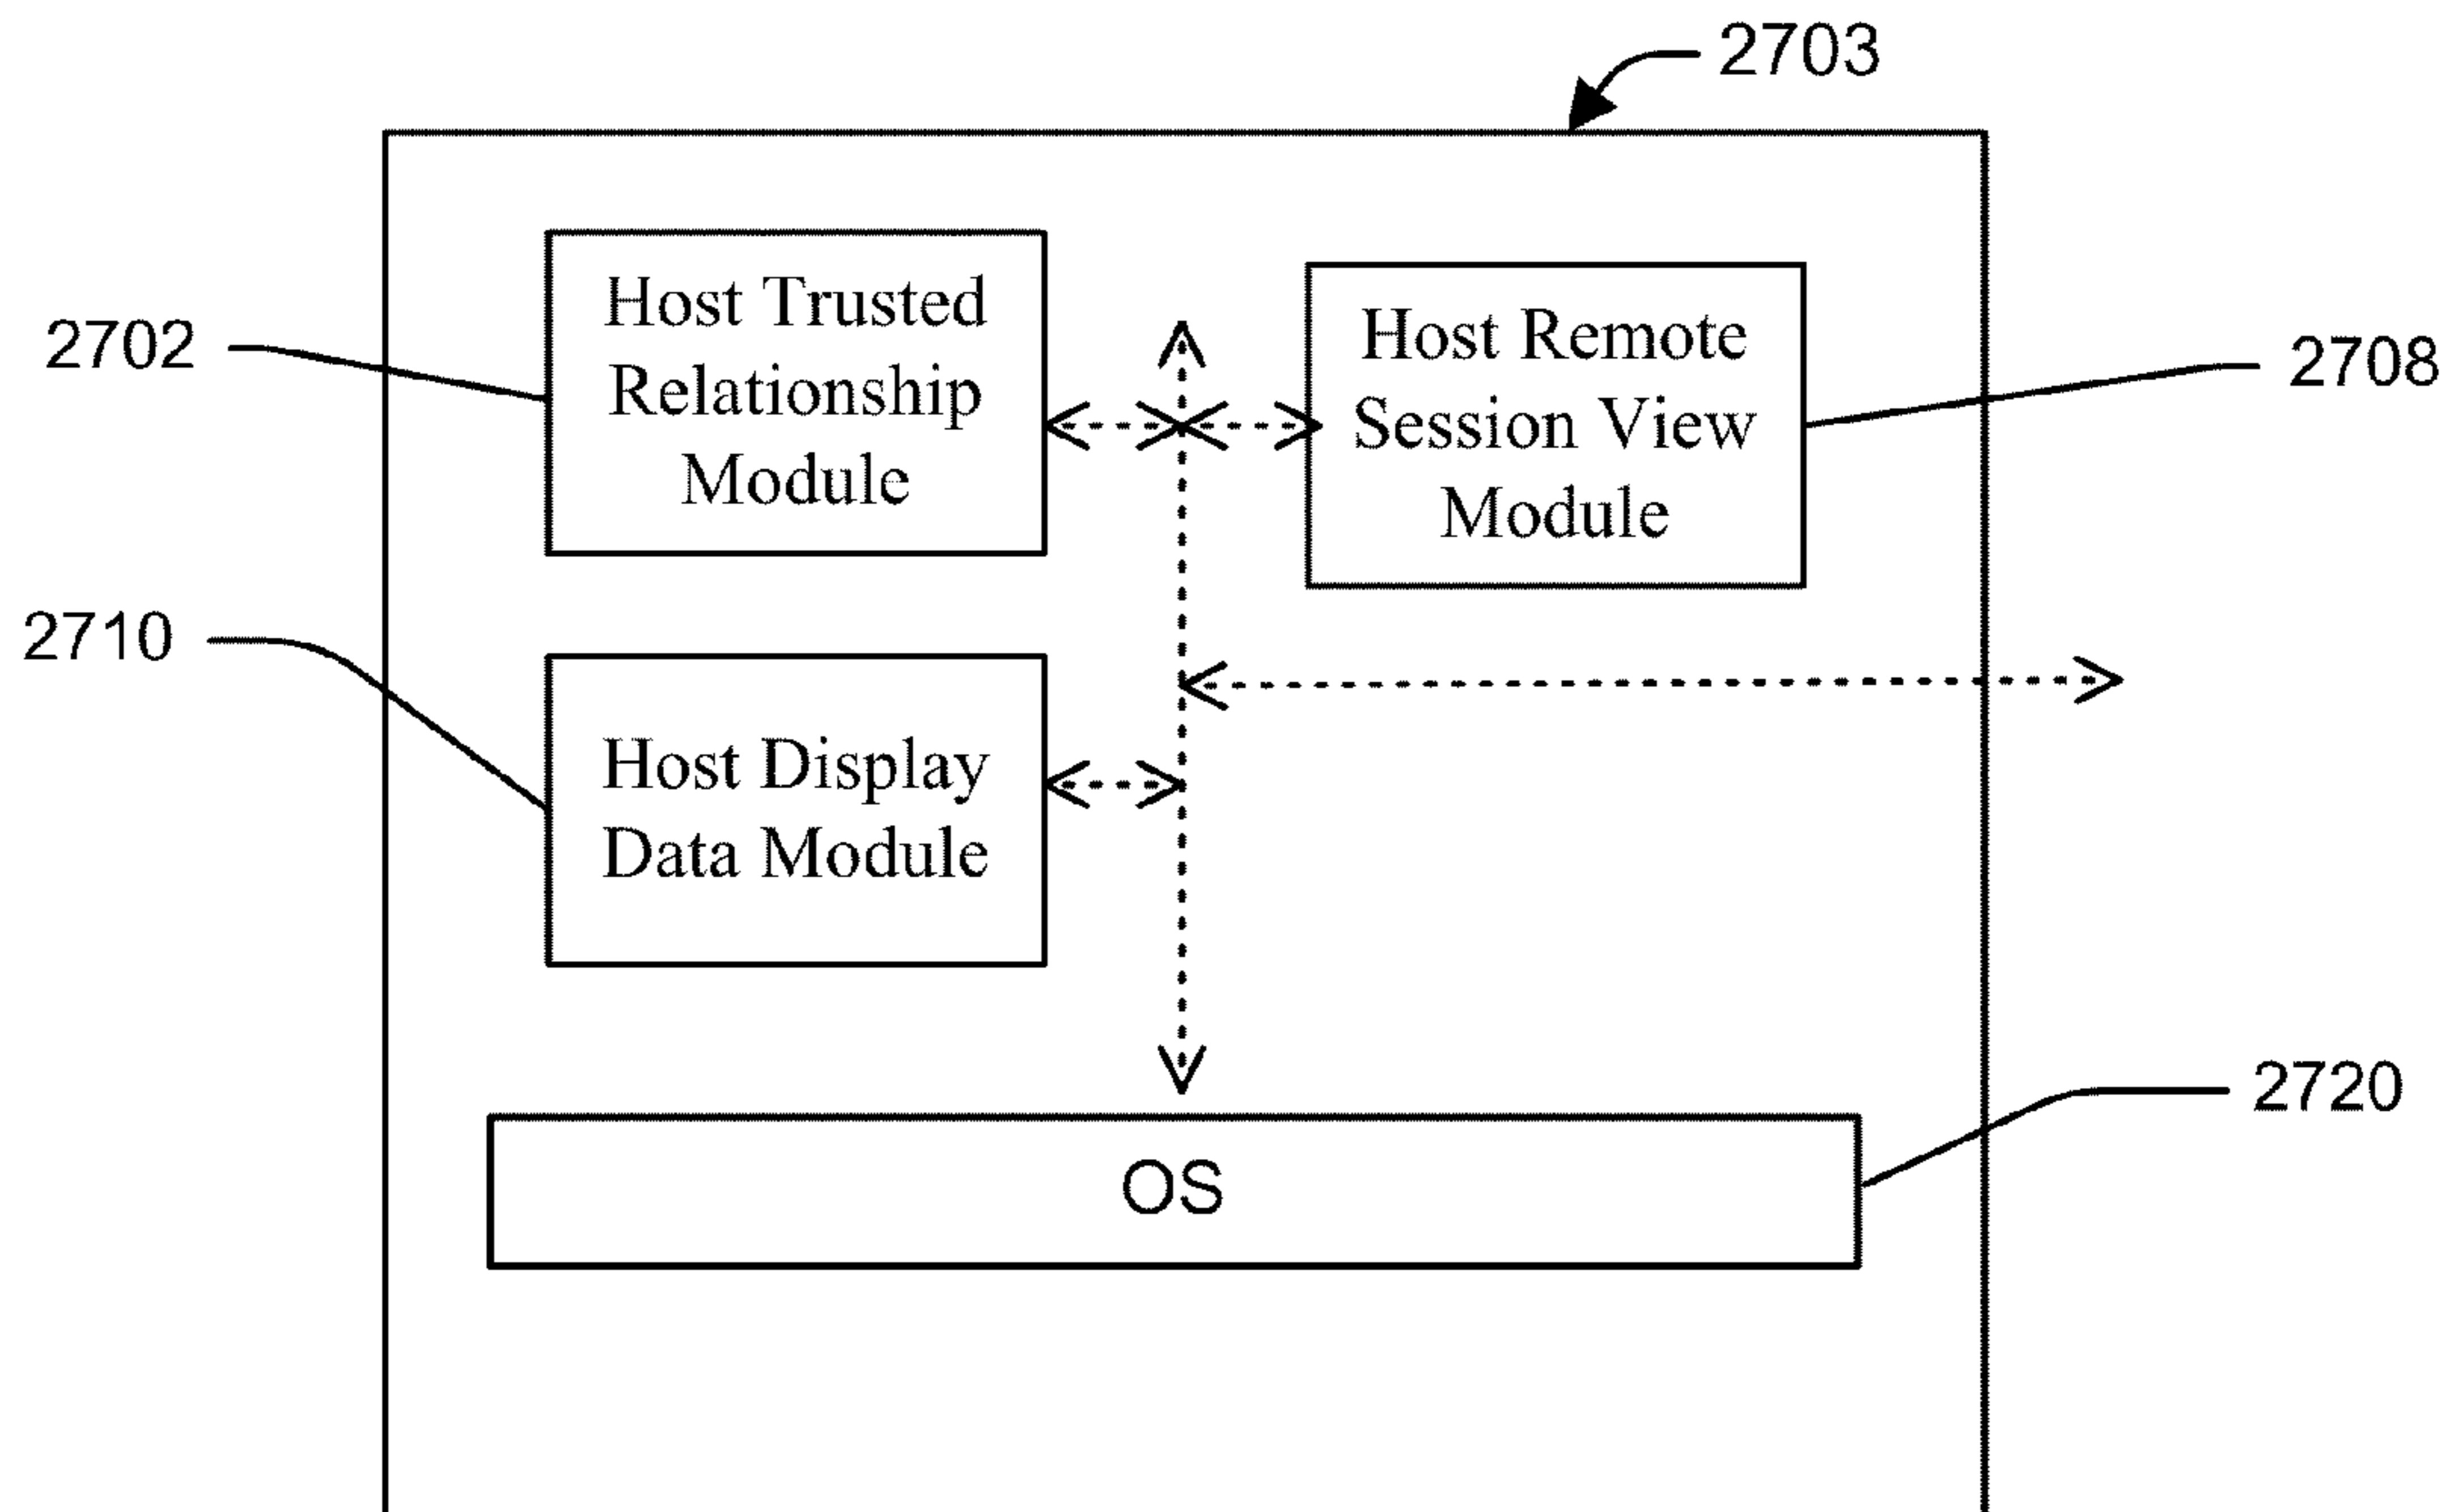 2703
Host Trusted
Relationship
Module
2702
Host Remote
Session View
Module
2708
2710
Host Display
Data Module
2720
OS